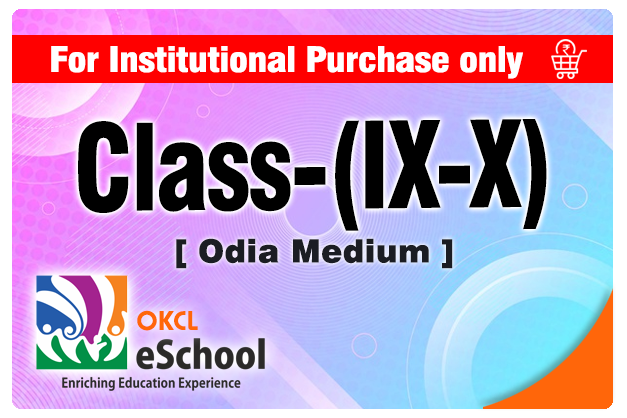 For Institutional Purchase only
₹
Class-(IX-X)
[ Odia Medium ]
OKCL
eSchool
Enriching Education Experience